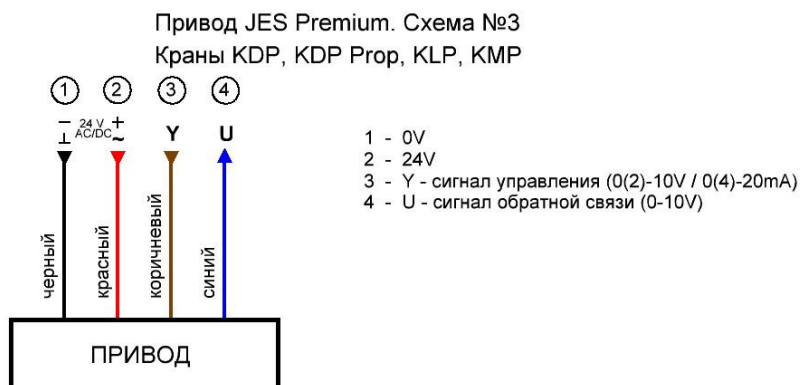 Привод JES Premium. Схема №3
Краны KDP, KDP Prop, KLP, KMP
1 2 3 4
− 24 V + Y U
⊥ AC/DC ~
1 - 0V
2 - 24V
3 - Y - сигнал управления (0(2)-10V / 0(4)-20mA)
4 - U - сигнал обратной связи (0-10V)
черный
красный
коричневый
синий
ПРИВОД